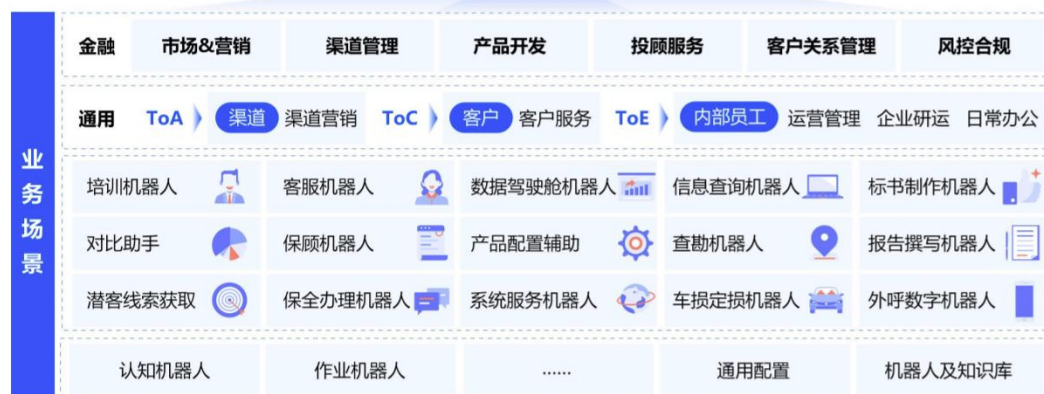 业务场景
金融 市场&营销 渠道管理 产品开发 投顾服务 客户关系管理 风控合规
通用 ToA 渠道 渠道营销 ToC 客户 客户服务 ToE 内部员工 运营管理 企业研运 日常办公
培训机器人 客服机器人 数据驾驶舱机器人 信息查询机器人 标书制作机器人
对比助手 保顾机器人 产品配置辅助 查勘机器人 报告撰写机器人
潜客线索获取 保全办理机器人 系统服务机器人 车损定损机器人 外呼数字机器人
认知机器人 作业机器人 ...... 通用配置 机器人及知识库